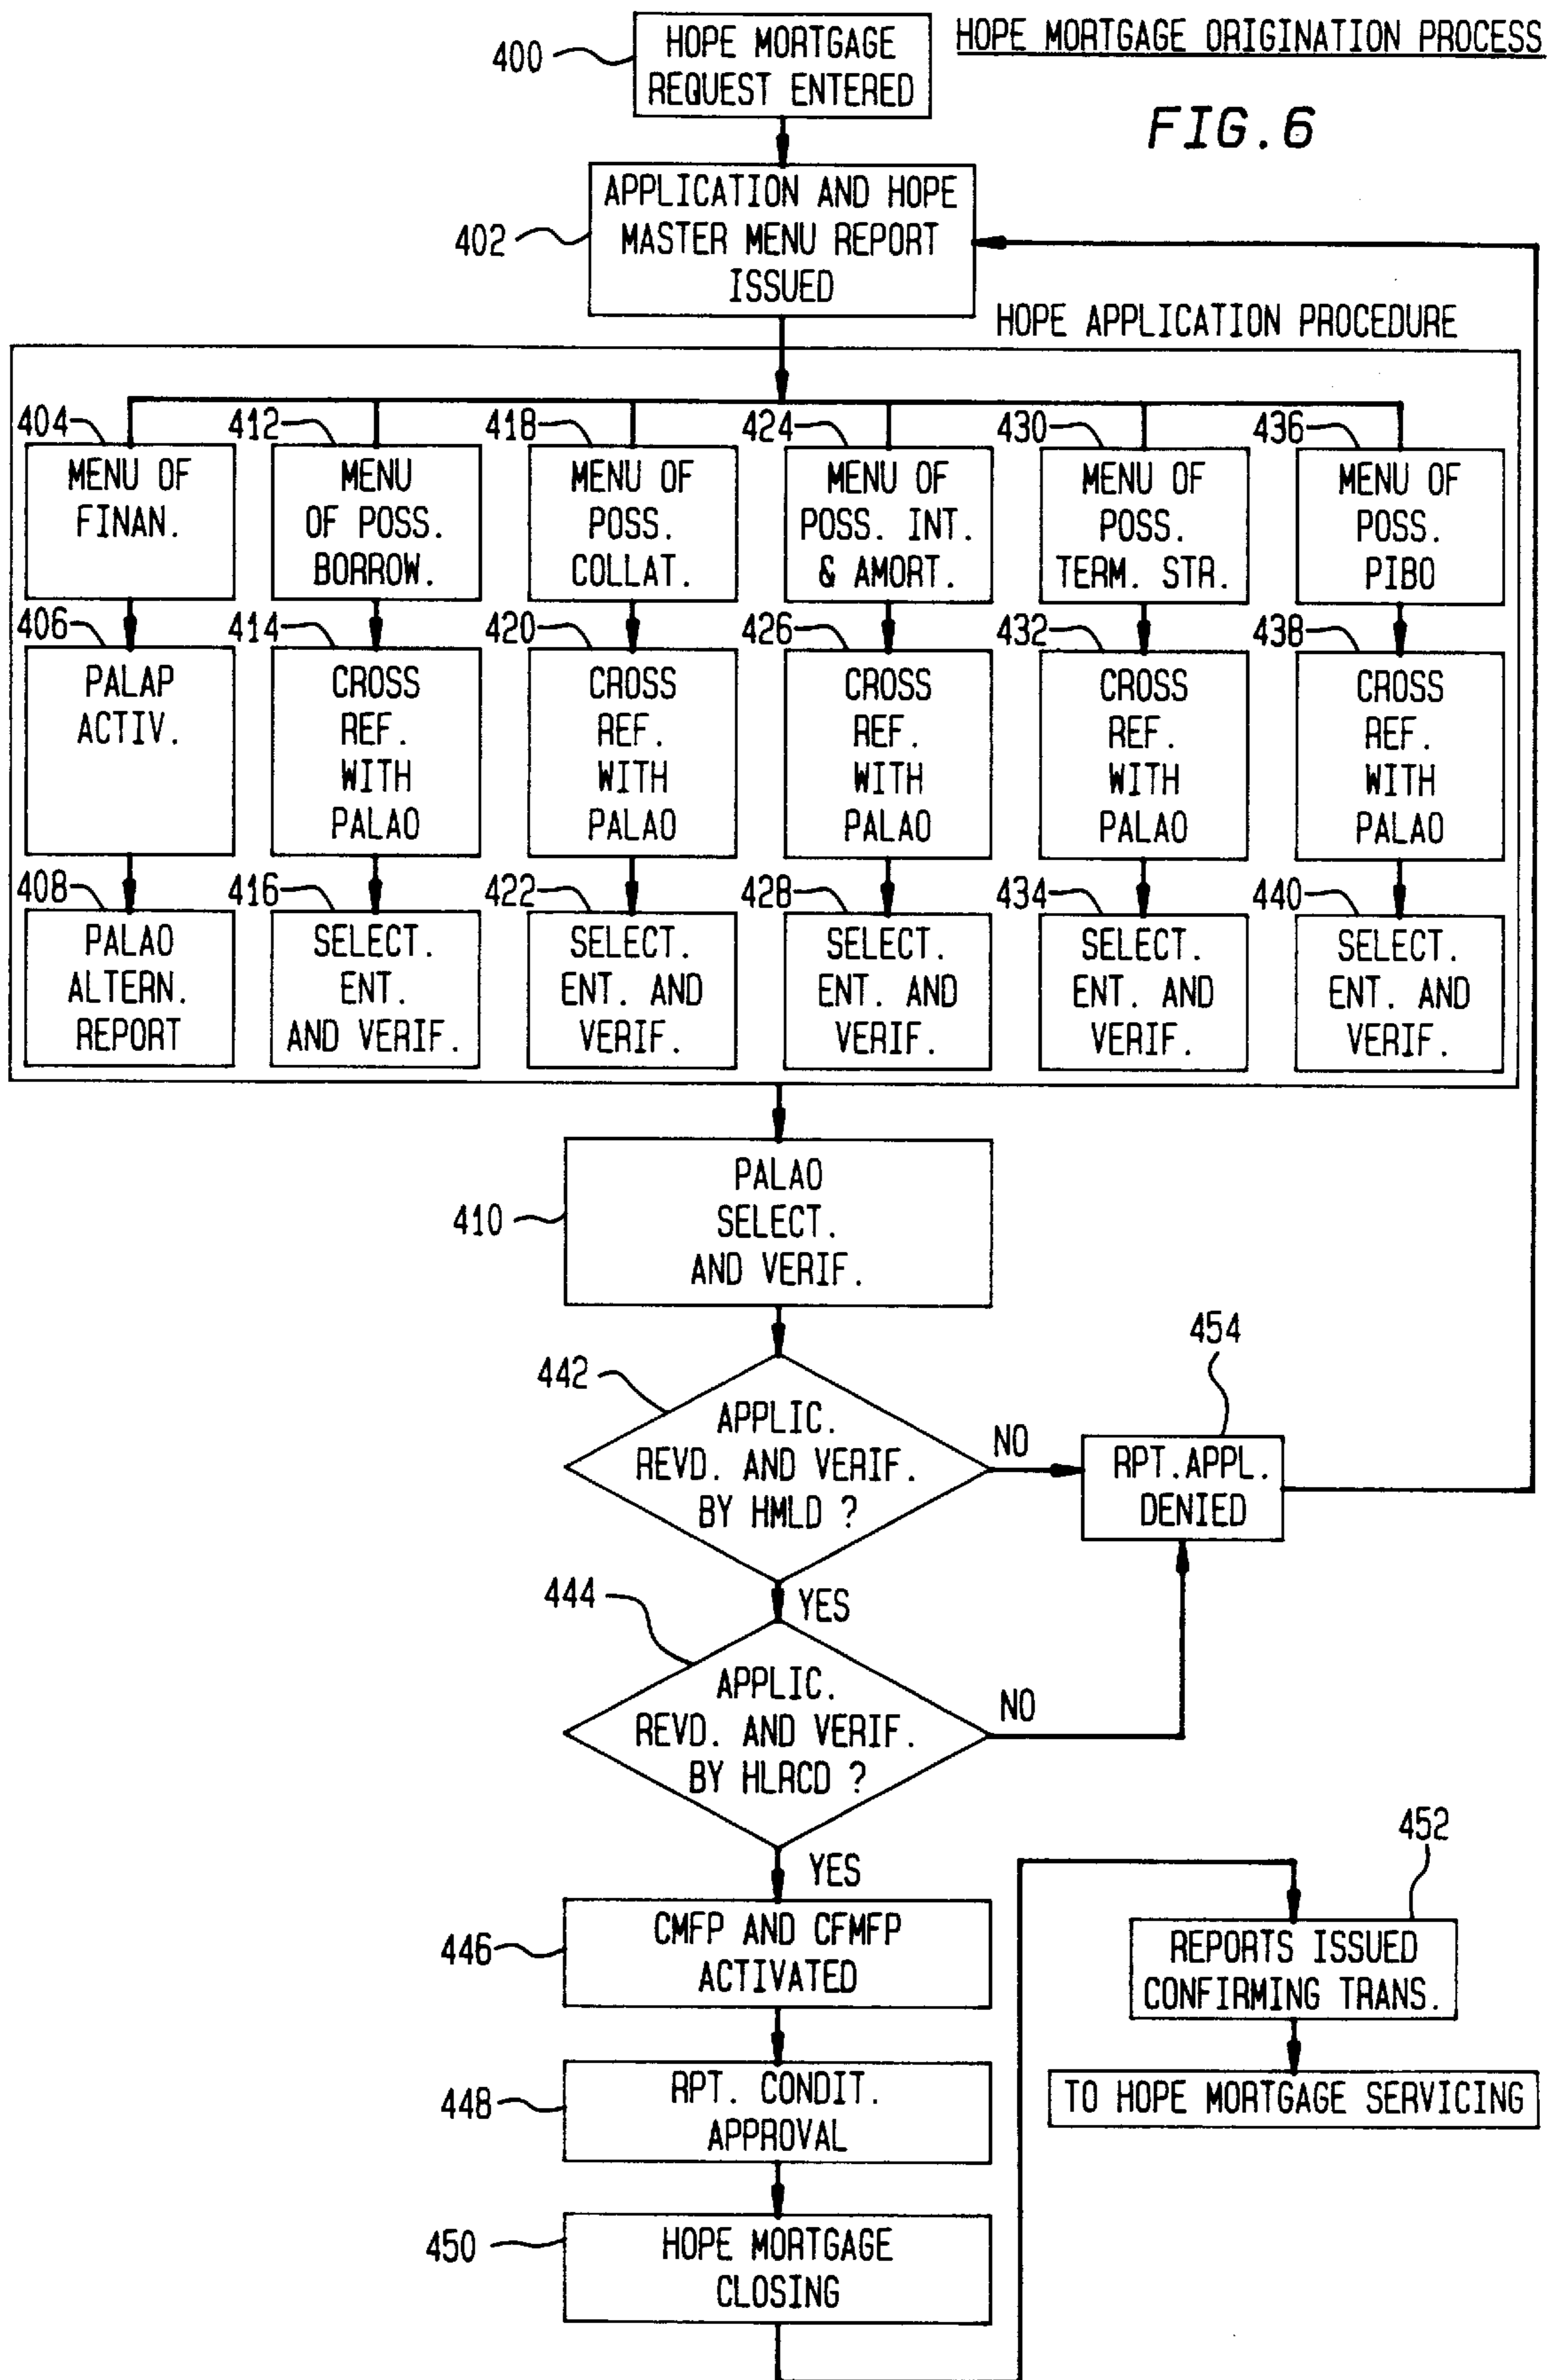 HOPE MORTGAGE ORIGINATION PROCESS
FIG.6
400
HOPE MORTGAGE
REQUEST ENTERED
402
APPLICATION AND HOPE
MASTER MENU REPORT
ISSUED
HOPE APPLICATION PROCEDURE
404
MENU OF
FINAN.
412
MENU
OF POSS.
BORROW.
418
MENU OF
POSS.
COLLAT.
424
MENU OF
POSS. INT.
& AMORT.
430
MENU OF
POSS.
TERM. STR.
436
MENU OF
POSS.
PIBO
406
PALAP
ACTIV.
414
CROSS
REF.
WITH
PALAO
420
CROSS
REF.
WITH
PALAO
426
CROSS
REF.
WITH
PALAO
432
CROSS
REF.
WITH
PALAO
438
CROSS
REF.
WITH
PALAO
408
PALAO
ALTERN.
REPORT
416
SELECT.
ENT.
AND VERIF.
422
SELECT.
ENT. AND
VERIF.
428
SELECT.
ENT. AND
VERIF.
434
SELECT.
ENT. AND
VERIF.
440
SELECT.
ENT. AND
VERIF.
410
PALAO
SELECT.
AND VERIF.
442
APPLIC.
REVD. AND VERIF.
BY HMLD ?
NO
454
RPT.APPL.
DENIED
YES
444
APPLIC.
REVD. AND VERIF.
BY HLRCD ?
NO
YES
446
CMFP AND CFMFP
ACTIVATED
448
RPT. CONDIT.
APPROVAL
450
HOPE MORTGAGE
CLOSING
452
REPORTS ISSUED
CONFIRMING TRANS.
TO HOPE MORTGAGE SERVICING